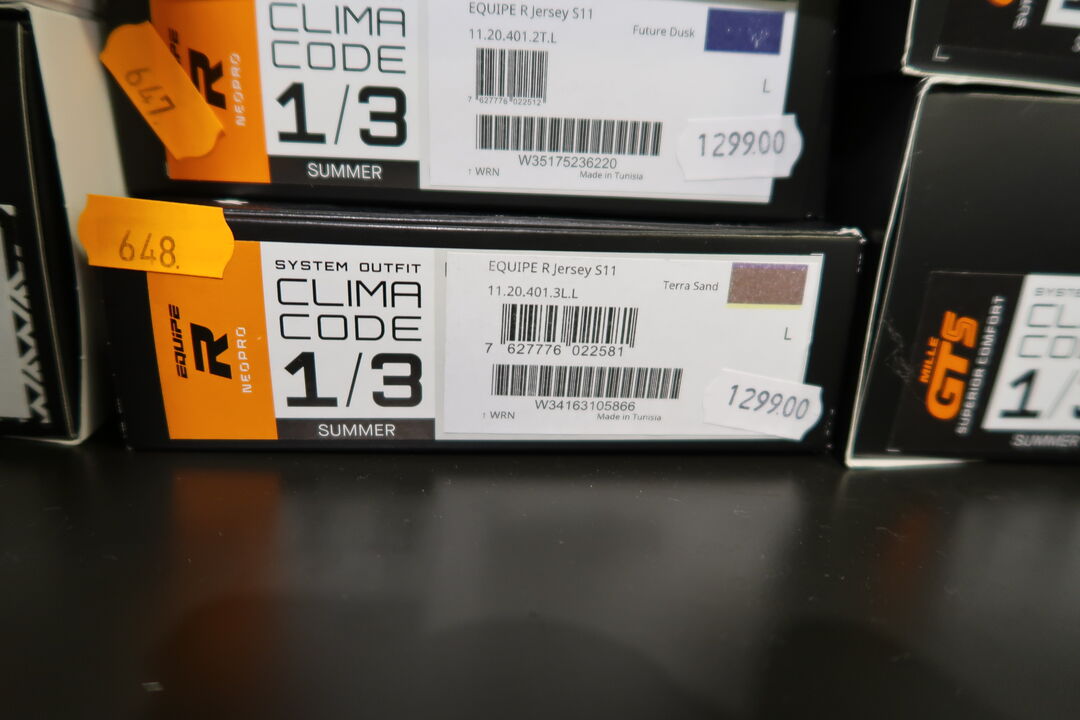 647.
R
NEOPRO
CLIMA
CODE
1/3
SUMMER
EQUIPE R Jersey S11
11.20.401.2T.L
Future Dusk
L
7 627776 022512
W35175236220
↑ WRN
Made in Tunisia
1299.00
648.
EQUIPE
R
NEOPRO
SYSTEM OUTFIT
CLIMA
CODE
1/3
SUMMER
EQUIPE R Jersey S11
11.20.401.3L.L
Terra Sand
L
7 627776 022581
W34163105866
↑ WRN
Made in Tunisia
1299.00
MILLE
GTS
SUPERIOR COMFORT
1/
SUMMER